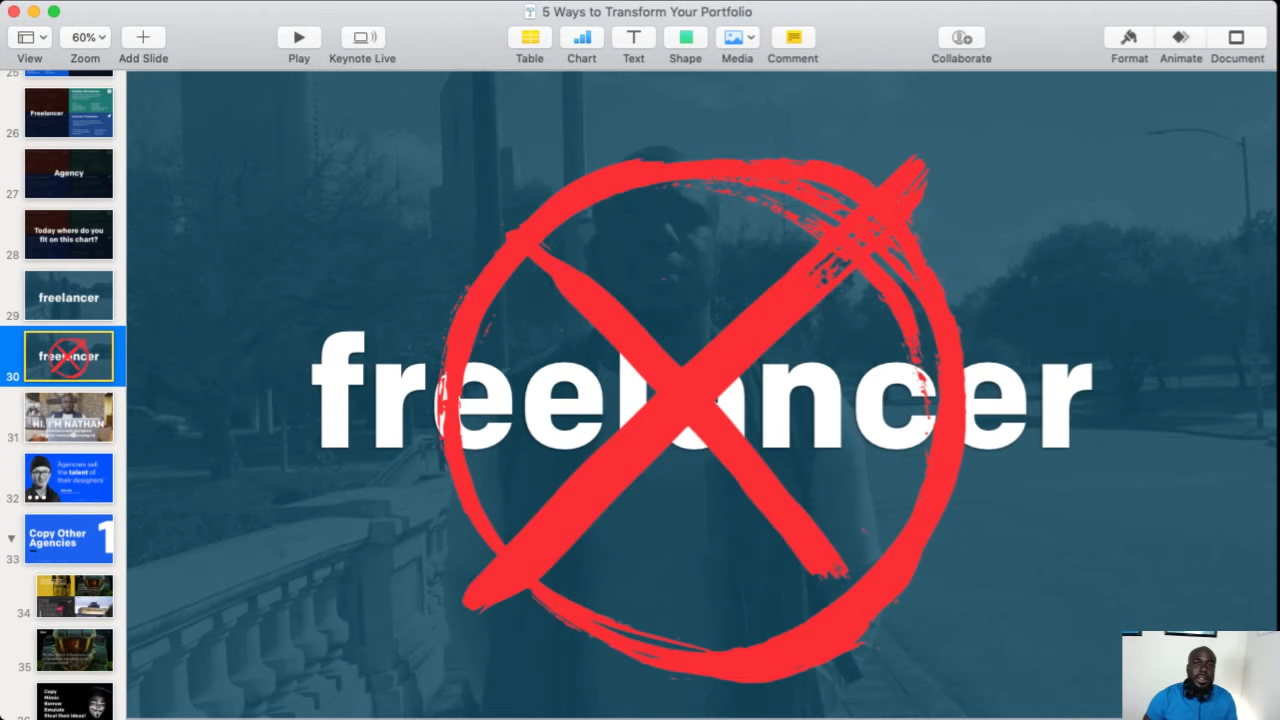 5 Ways to Transform Your Portfolio
60%
View
Zoom
Add Slide
Play
Keynote Live
Table
Chart
Text
Shape
Media
Comment
Collaborate
Format
Animate
Document
25
Freelancer
26
Agency
27
Today where do you
fit on this chart?
28
freelancer
29
freelancer
30
HI, I'M NATHAN
31
Agencies sell
the talent of
their designers
32
Copy Other
Agencies
1
33
34
35
Copy
Mimic
Borrow
Emulate
Steal their ideas!
freelancer